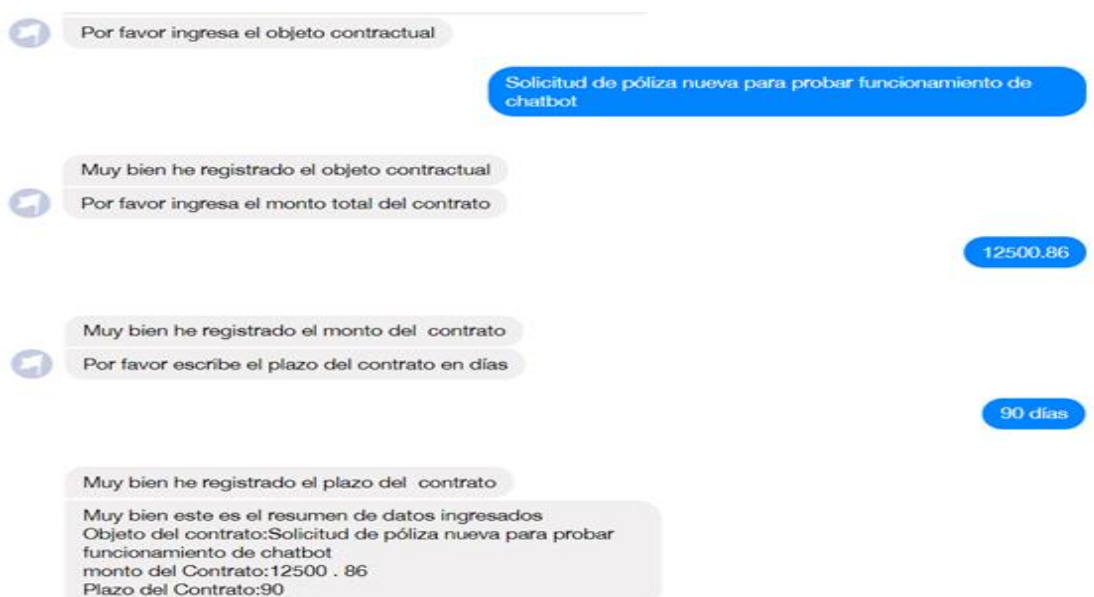 Por favor ingresa el objeto contractual
Solicitud de póliza nueva para probar funcionamiento de
chatbot
Muy bien he registrado el objeto contractual
Por favor ingresa el monto total del contrato
12500.86
Muy bien he registrado el monto del  contrato
Por favor escribe el plazo del contrato en días
90 días
Muy bien he registrado el plazo del  contrato
Muy bien este es el resumen de datos ingresados
Objeto del contrato:Solicitud de póliza nueva para probar
funcionamiento de chatbot
monto del Contrato:12500 . 86
Plazo del Contrato:90